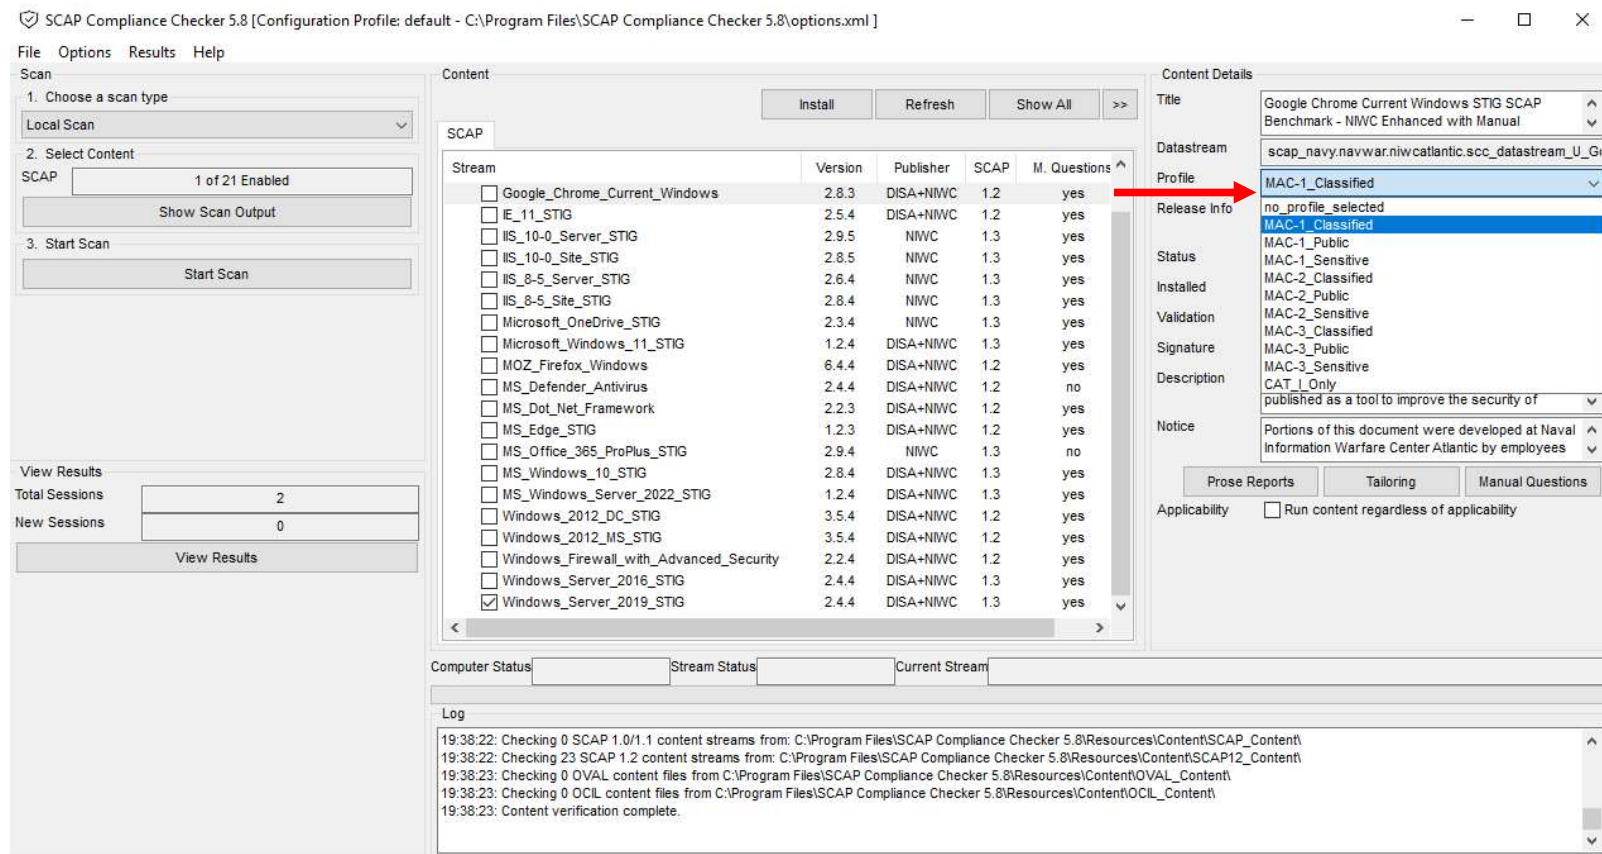 SCAP Compliance Checker 5.8 [Configuration Profile: default - C:\Program Files\SCAP Compliance Checker 5.8\options.xml ]
File Options Results Help
Scan
1. Choose a scan type
Local Scan
2. Select Content
SCAP 1 of 21 Enabled
Show Scan Output
3. Start Scan
Start Scan
View Results
Total Sessions 2
New Sessions 0
View Results
Content
Install Refresh Show All >>
SCAP
Stream Version Publisher SCAP M. Questions
Google_Chrome_Current_Windows 2.8.3 DISA+NIWC 1.2 yes
IE_11_STIG 2.5.4 DISA+NIWC 1.2 yes
IIS_10-0_Server_STIG 2.9.5 NIWC 1.3 yes
IIS_10-0_Site_STIG 2.8.5 NIWC 1.3 yes
IIS_8-5_Server_STIG 2.6.4 NIWC 1.3 yes
IIS_8-5_Site_STIG 2.8.4 NIWC 1.3 yes
Microsoft_OneDrive_STIG 2.3.4 NIWC 1.3 yes
Microsoft_Windows_11_STIG 1.2.4 DISA+NIWC 1.3 yes
MOZ_Firefox_Windows 6.4.4 DISA+NIWC 1.2 yes
MS_Defender_Antivirus 2.4.4 DISA+NIWC 1.2 no
MS_Dot_Net_Framework 2.2.3 DISA+NIWC 1.2 yes
MS_Edge_STIG 1.2.3 DISA+NIWC 1.2 yes
MS_Office_365_ProPlus_STIG 2.9.4 NIWC 1.3 no
MS_Windows_10_STIG 2.8.4 DISA+NIWC 1.3 yes
MS_Windows_Server_2022_STIG 1.2.4 DISA+NIWC 1.3 yes
Windows_2012_DC_STIG 3.5.4 DISA+NIWC 1.2 yes
Windows_2012_MS_STIG 3.5.4 DISA+NIWC 1.2 yes
Windows_Firewall_with_Advanced_Security 2.2.4 DISA+NIWC 1.2 yes
Windows_Server_2016_STIG 2.4.4 DISA+NIWC 1.3 yes
Windows_Server_2019_STIG 2.4.4 DISA+NIWC 1.3 yes
Content Details
Title Google Chrome Current Windows STIG SCAP
Benchmark - NIWC Enhanced with Manual
Datastream scap_navy.navwar.niwcatlantic.scc_datastream_U_G
Profile MAC-1_Classified
Release Info
no_profile_selected
MAC-1_Classified
MAC-1_Public
MAC-1_Sensitive
MAC-2_Classified
MAC-2_Public
MAC-2_Sensitive
MAC-3_Classified
MAC-3_Public
MAC-3_Sensitive
CAT_I_Only
Status
Installed
Validation
Signature
Description
published as a tool to improve the security of
Notice Portions of this document were developed at Naval
Information Warfare Center Atlantic by employees
Prose Reports Tailoring Manual Questions
Applicability Run content regardless of applicability
Computer Status Stream Status Current Stream
Log
19:38:22: Checking 0 SCAP 1.0/1.1 content streams from: C:\Program Files\SCAP Compliance Checker 5.8\Resources\Content\SCAP_Content\
19:38:22: Checking 23 SCAP 1.2 content streams from: C:\Program Files\SCAP Compliance Checker 5.8\Resources\Content\SCAP12_Content\
19:38:23: Checking 0 OVAL content files from C:\Program Files\SCAP Compliance Checker 5.8\Resources\Content\OVAL_Content\
19:38:23: Checking 0 OCIL content files from C:\Program Files\SCAP Compliance Checker 5.8\Resources\Content\OCIL_Content\
19:38:23: Content verification complete.